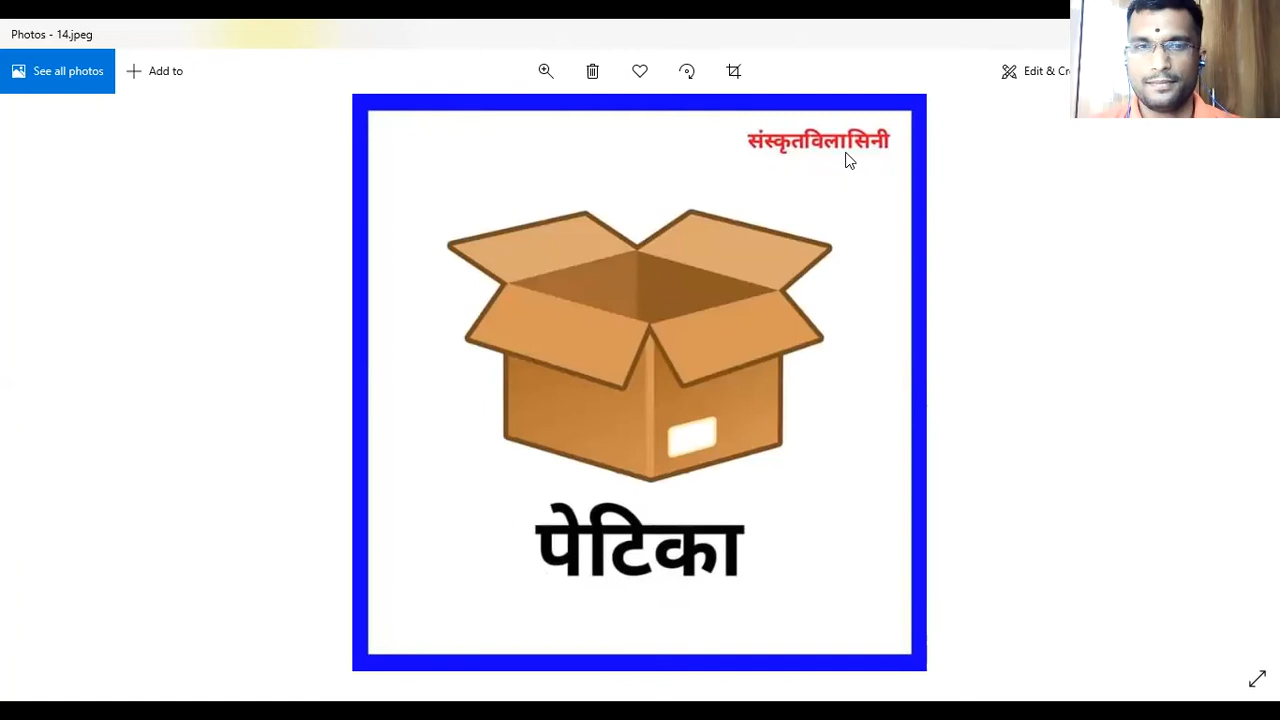 Photos - 14.jpeg
See all photos
Add to
Edit & Cr
संस्कृतविलासिनी
पेटिका